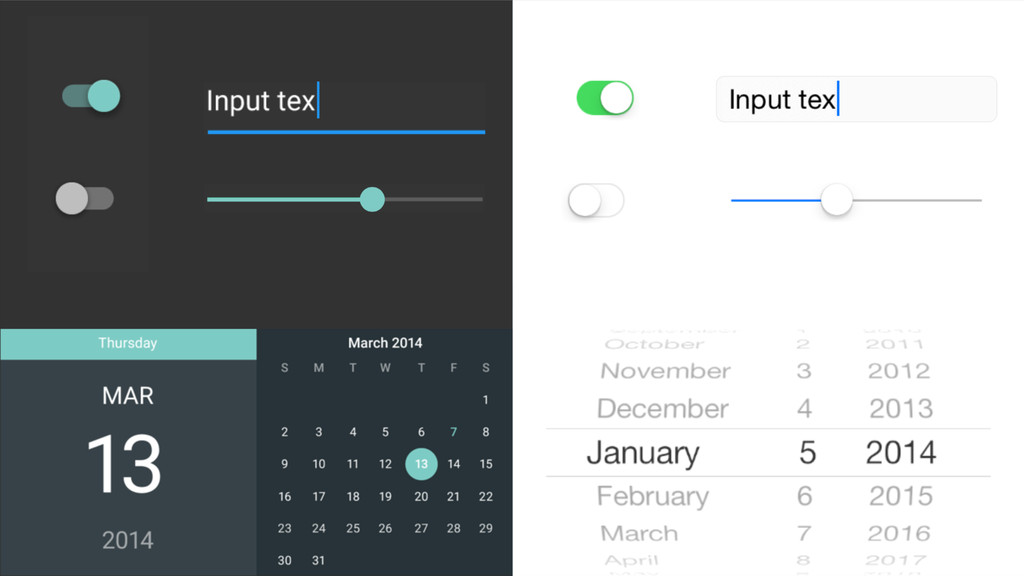 Input tex
Input tex
Thursday
MAR
13
2014
March 2014
S M T W T F S
1
2 3 4 5 6 7 8
9 10 11 12 13 14 15
16 17 18 19 20 21 22
23 24 25 26 27 28 29
30 31
October 2 2011
November 3 2012
December 4 2013
January 5 2014
February 6 2015
March 7 2016
April 8 2017